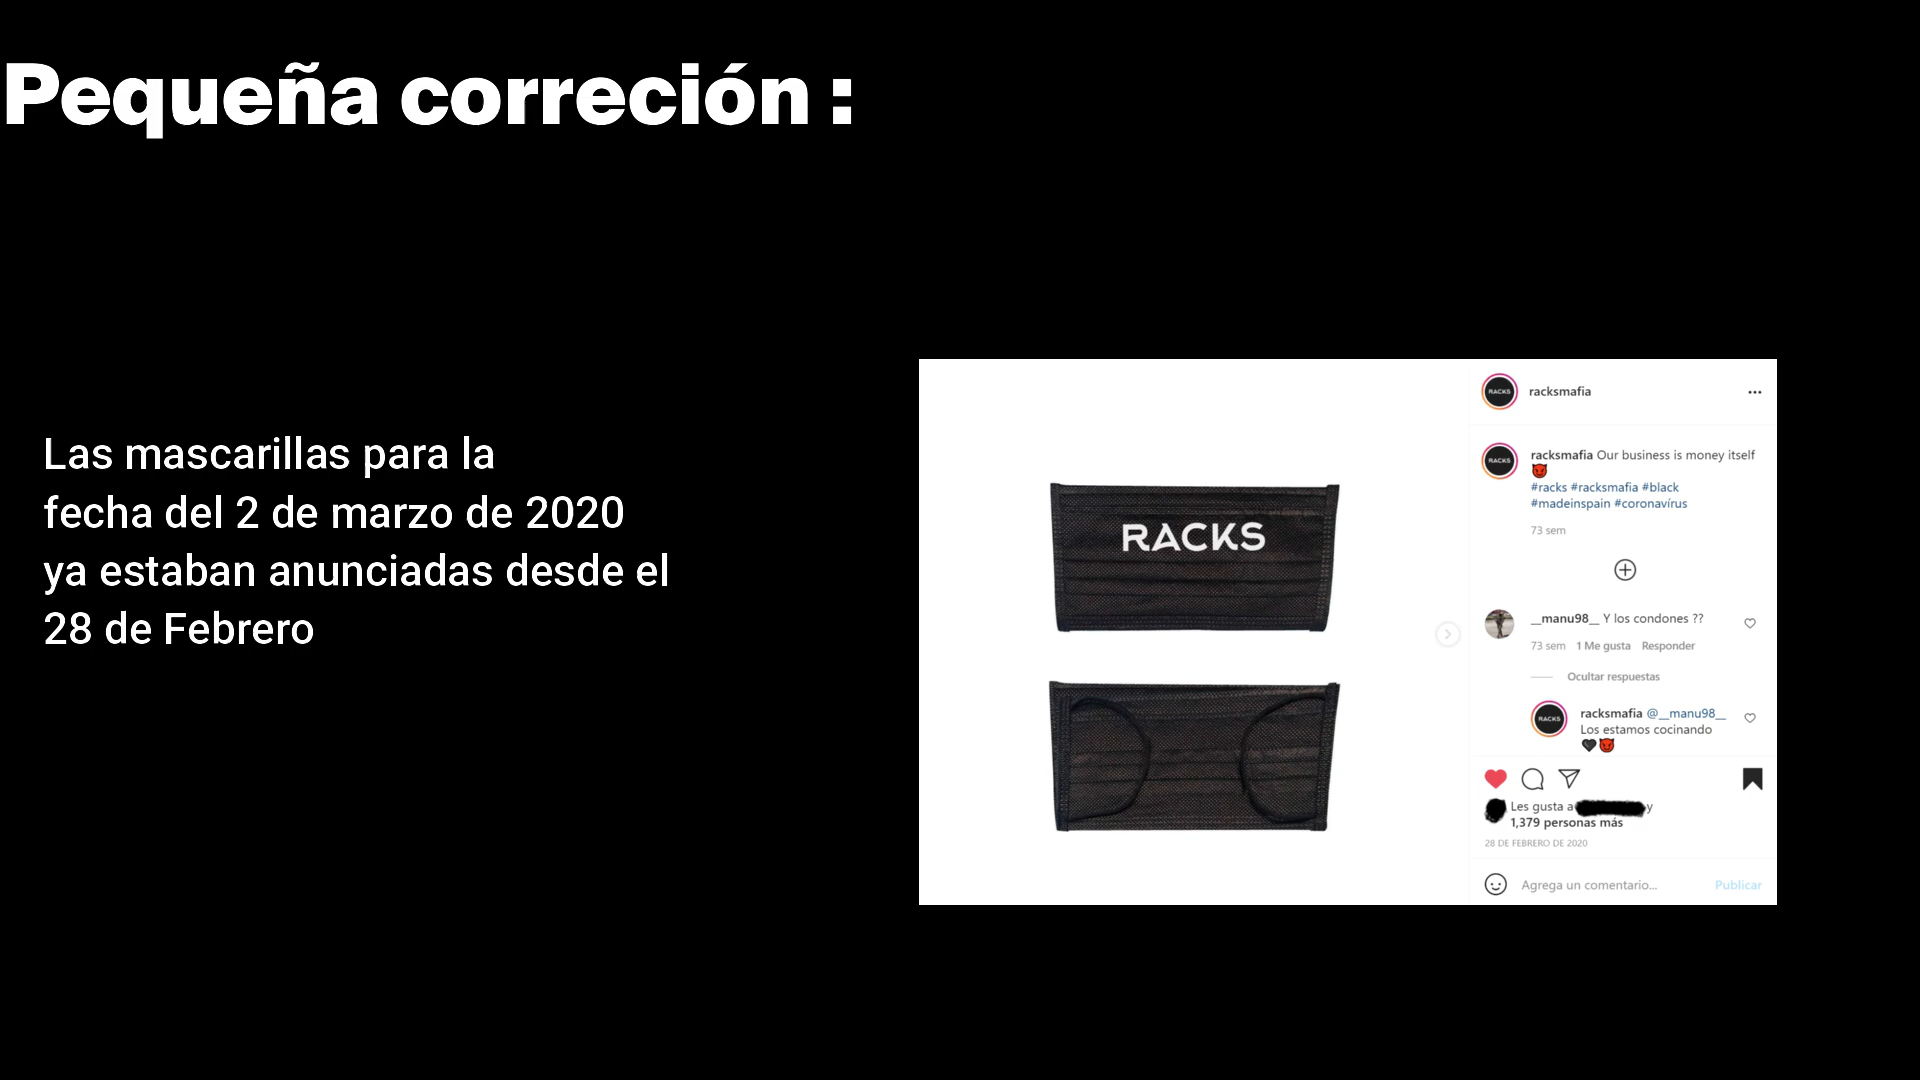 Pequeña correción :
Las mascarillas para la
fecha del 2 de marzo de 2020
ya estaban anunciadas desde el
28 de Febrero
RACKS
RACKS
racksmafia
RACKS
racksmafia Our business is money itself
#racks #racksmafia #black
#madeinspain #coronavírus
73 sem
__manu98__ Y los condones ??
73 sem 1 Me gusta Responder
Ocultar respuestas
RACKS
racksmafia @__manu98__
Los estamos cocinando
Les gusta a y
1,379 personas más
28 DE FEBRERO DE 2020
Agrega un comentario... Publicar